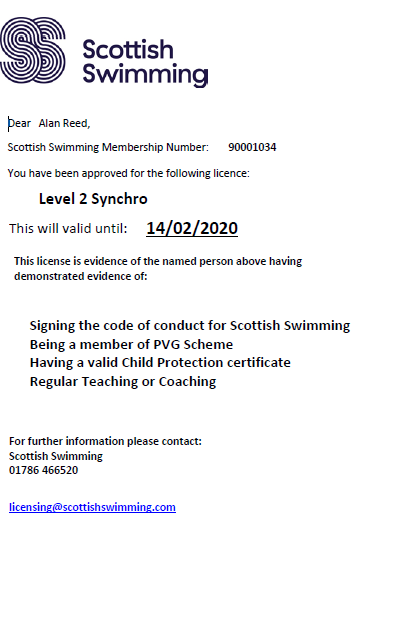 Scottish
Swimming
Dear Alan Reed,
Scottish Swimming Membership Number: 90001034
You have been approved for the following licence:
Level 2 Synchro
This will valid until: 14/02/2020
This license is evidence of the named person above having
demonstrated evidence of:
Signing the code of conduct for Scottish Swimming
Being a member of PVG Scheme
Having a valid Child Protection certificate
Regular Teaching or Coaching
For further information please contact:
Scottish Swimming
01786 466520
licensing@scottishswimming.com